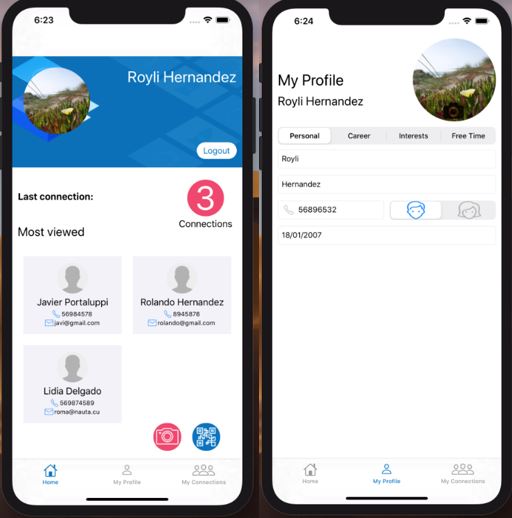 6:23
Royli Hernandez
Logout
Last connection:
3
Connections
Most viewed
Javier Portaluppi
56984578
javi@gmail.com
Rolando Hernandez
8945878
rolando@gmail.com
Lidia Delgado
569874589
roma@nauta.cu
Home
My Profile
My Connections
6:24
My Profile
Royli Hernandez
Personal
Career
Interests
Free Time
Royli
Hernandez
56896532
18/01/2007
Home
My Profile
My Connections